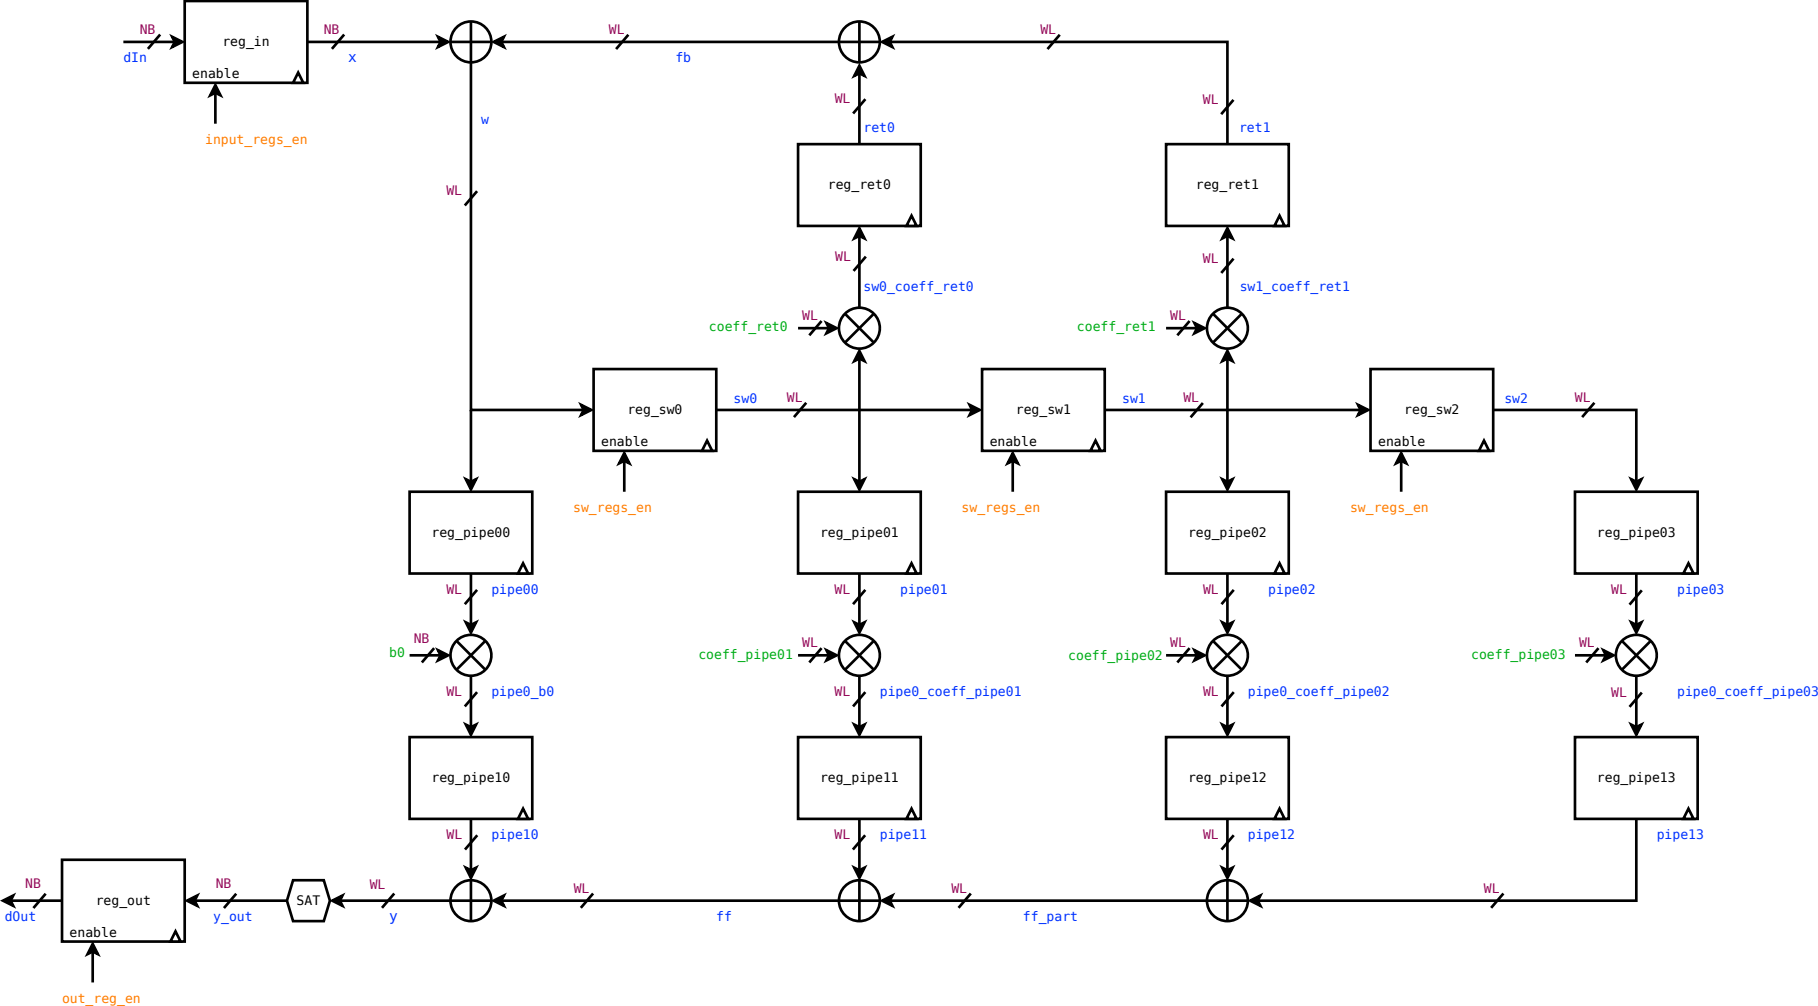 NB
NB
WL
WL
reg_in
dIn
x
fb
enable
WL
WL
w
ret0
ret1
input_regs_en
reg_ret0
reg_ret1
WL
WL
WL
sw0_coeff_ret0
sw1_coeff_ret1
WL
WL
coeff_ret0
coeff_ret1
sw0
WL
sw1
WL
sw2
WL
reg_sw0
reg_sw1
reg_sw2
enable
enable
enable
sw_regs_en
sw_regs_en
sw_regs_en
reg_pipe00
reg_pipe01
reg_pipe02
reg_pipe03
WL
pipe00
WL
pipe01
WL
pipe02
WL
pipe03
NB
WL
WL
WL
b0
coeff_pipe01
coeff_pipe02
coeff_pipe03
WL
pipe0_b0
WL
pipe0_coeff_pipe01
WL
pipe0_coeff_pipe02
WL
pipe0_coeff_pipe03
reg_pipe10
reg_pipe11
reg_pipe12
reg_pipe13
WL
pipe10
WL
pipe11
WL
pipe12
pipe13
NB
NB
WL
WL
WL
WL
reg_out
SAT
dOut
y_out
y
ff
ff_part
enable
out_reg_en